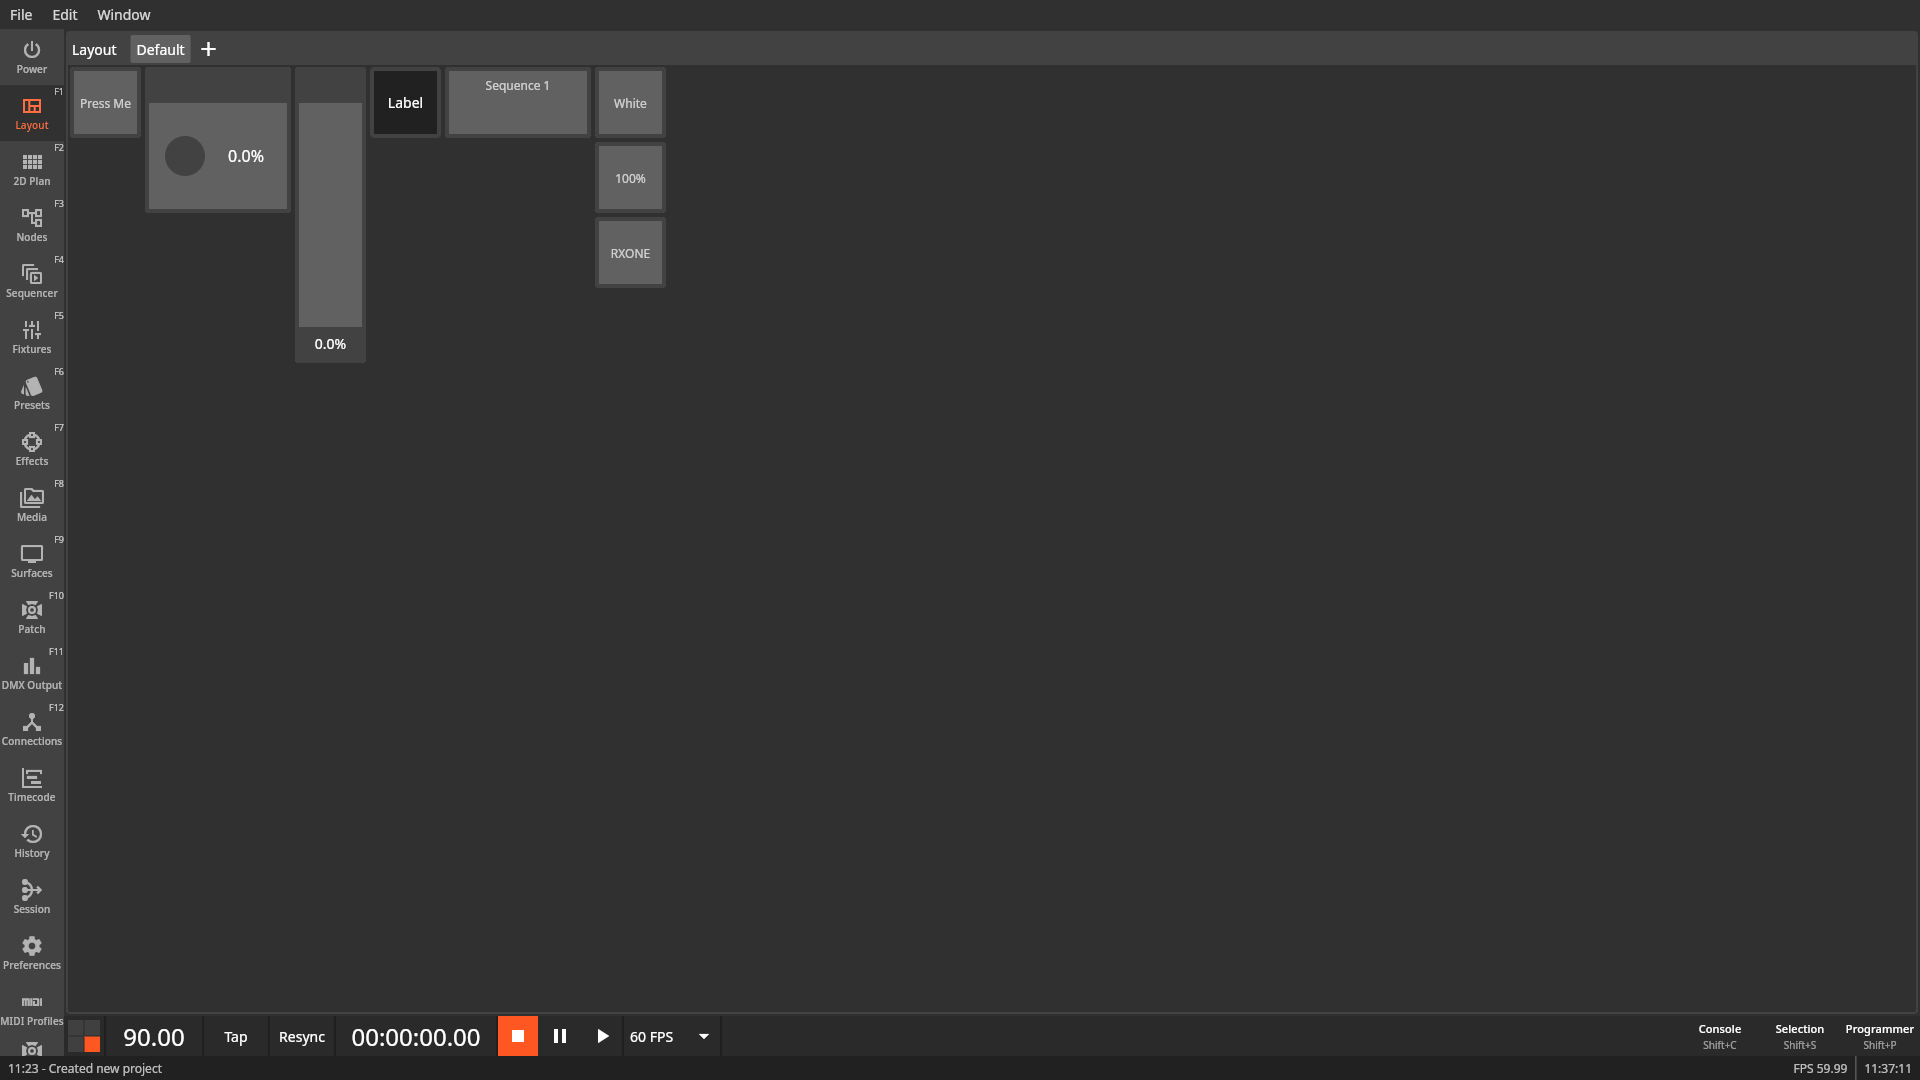 File Edit Window
Power
F1
Layout
F2
2D Plan
F3
Nodes
F4
Sequencer
F5
Fixtures
F6
Presets
F7
Effects
F8
Media
F9
Surfaces
F10
Patch
F11
DMX Output
F12
Connections
Timecode
History
Session
Preferences
MIDI
MIDI Profiles
Layout Default +
Press Me
0.0%
0.0%
Label
Sequence 1
White
100%
RXONE
90.00 Tap Resync 00:00:00.00 60 FPS
Console Selection Programmer
Shift+C Shift+S Shift+P
11:23 - Created new project
FPS 59.99 11:37:11